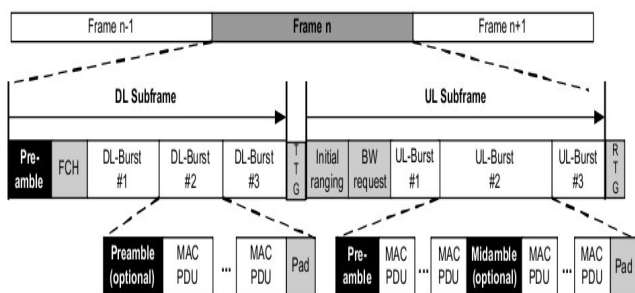 Frame n-1 Frame n Frame n+1
DL Subframe UL Subframe
Pre-
amble
FCH
DL-Burst
#1
DL-Burst
#2
DL-Burst
#3
T
T
G
Initial
ranging
BW
request
UL-Burst
#1
UL-Burst
#2
UL-Burst
#3
R
T
G
Preamble
(optional)
MAC
PDU
...
MAC
PDU
Pad
Pre-
amble
MAC
PDU
...
MAC
PDU
Midamble
(optional)
MAC
PDU
...
MAC
PDU
Pad